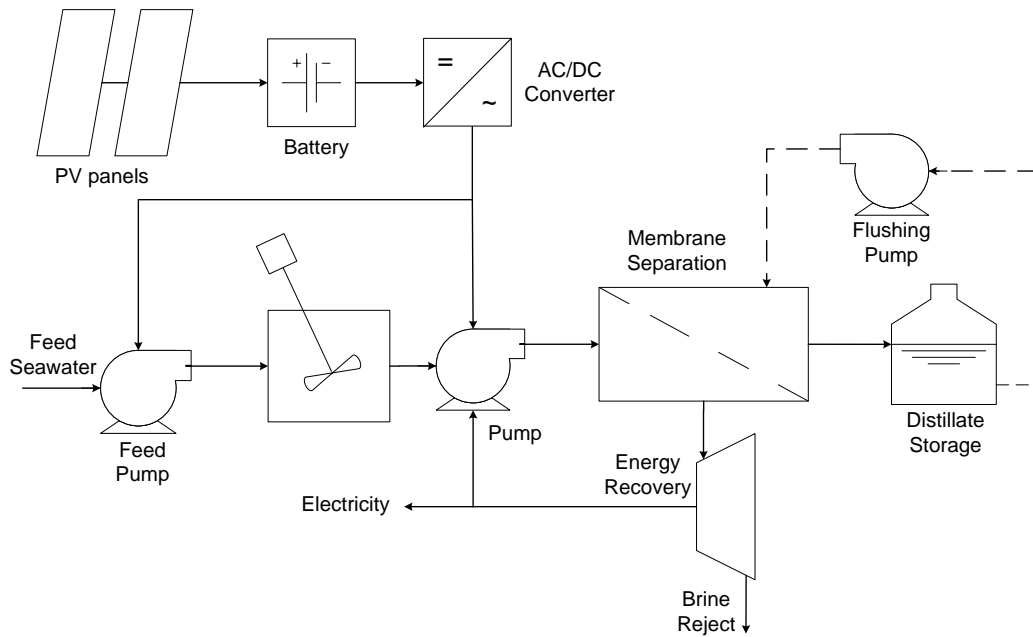 + −
=
~
AC/DC
Converter
Battery
PV panels
Flushing
Pump
Membrane
Separation
Feed
Seawater
Feed
Pump
Pump
Distillate
Storage
Energy
Recovery
Electricity
Brine
Reject